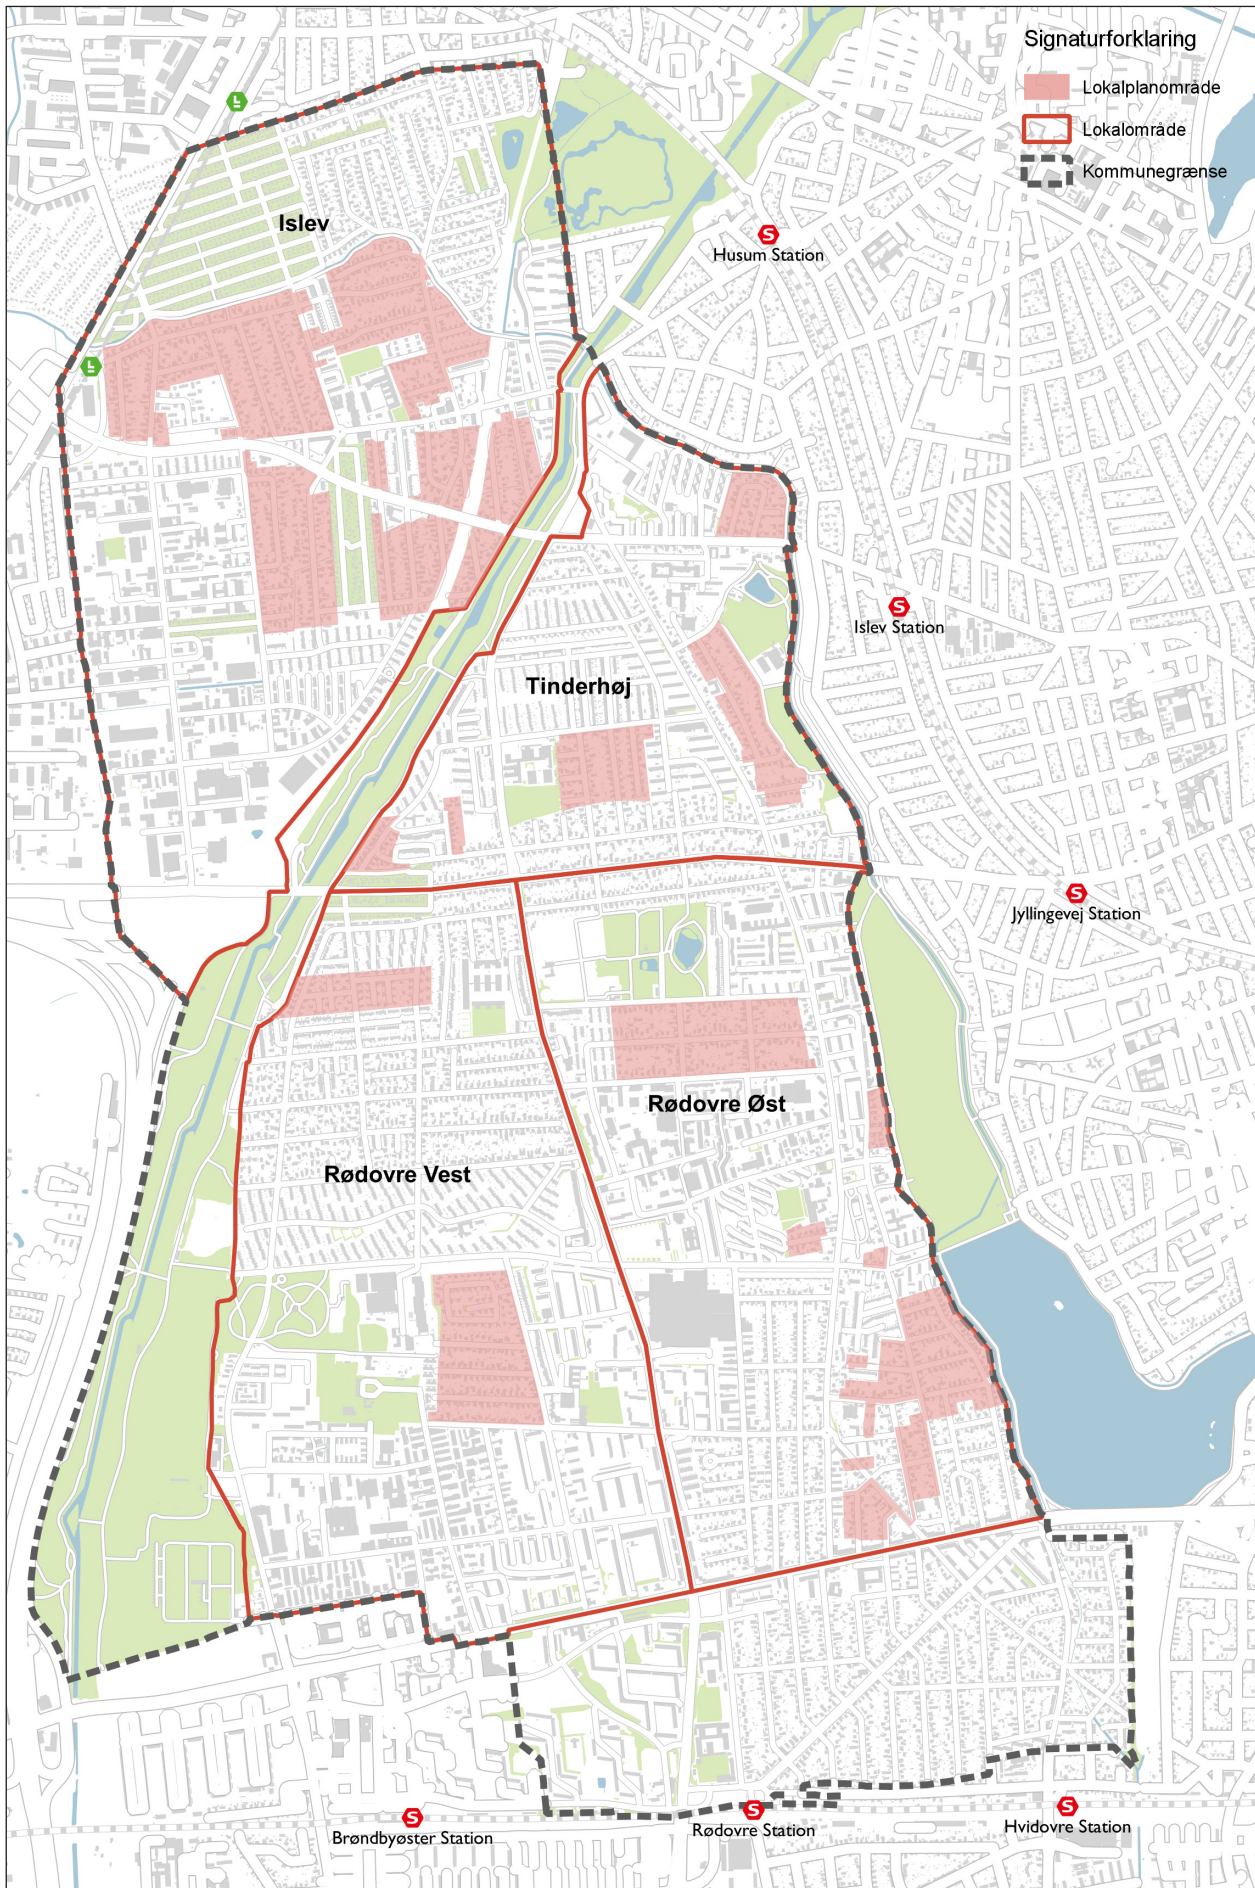 Signaturforklaring
Lokalplanområde
Lokalområde
Kommunegrænse
Islev
S
Husum Station
S
Islev Station
Tinderhøj
S
Jyllingevej Station
Rødovre Øst
Rødovre Vest
S
Brøndbyøster Station
S
Rødovre Station
S
Hvidovre Station